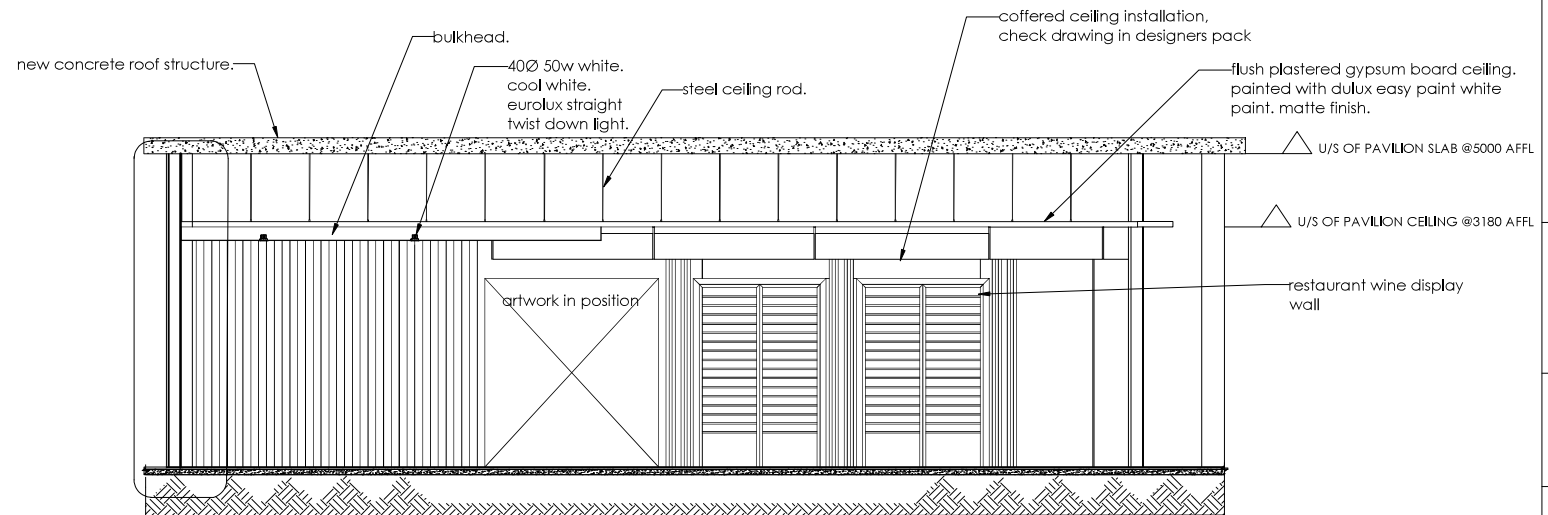 new concrete roof structure.
bulkhead.
40Ø 50w white.
cool white.
eurolux straight
twist down light.
steel ceiling rod.
coffered ceiling installation,
check drawing in designers pack
flush plastered gypsum board ceiling.
painted with dulux easy paint white
paint. matte finish.
U/S OF PAVILION SLAB @5000 AFFL
U/S OF PAVILION CEILING @3180 AFFL
artwork in position
restaurant wine display
wall